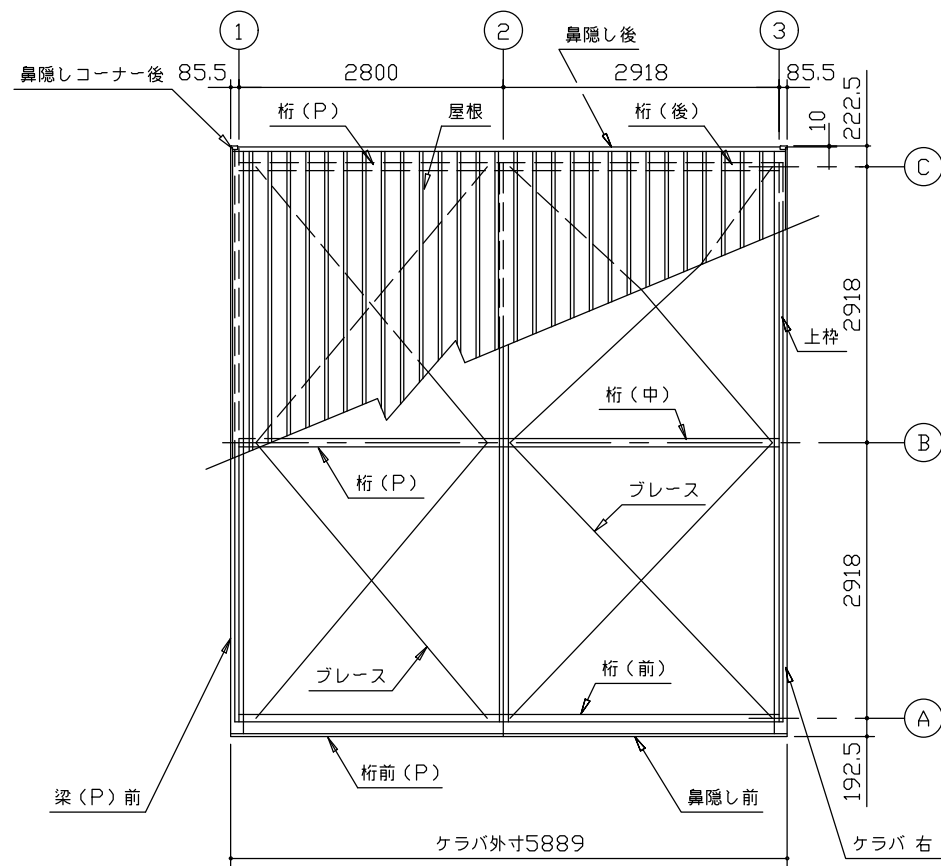 1
2
3
鼻隠し後
鼻隠しコーナー後
85.5
2800
2918
85.5
222.5
10
桁(P)
屋根
桁(後)
C
2918
上枠
桁(中)
B
桁(P)
ブレース
2918
ブレース
桁(前)
A
192.5
桁前(P)
梁(P)前
鼻隠し前
ケラバ外寸5889
ケラバ 右